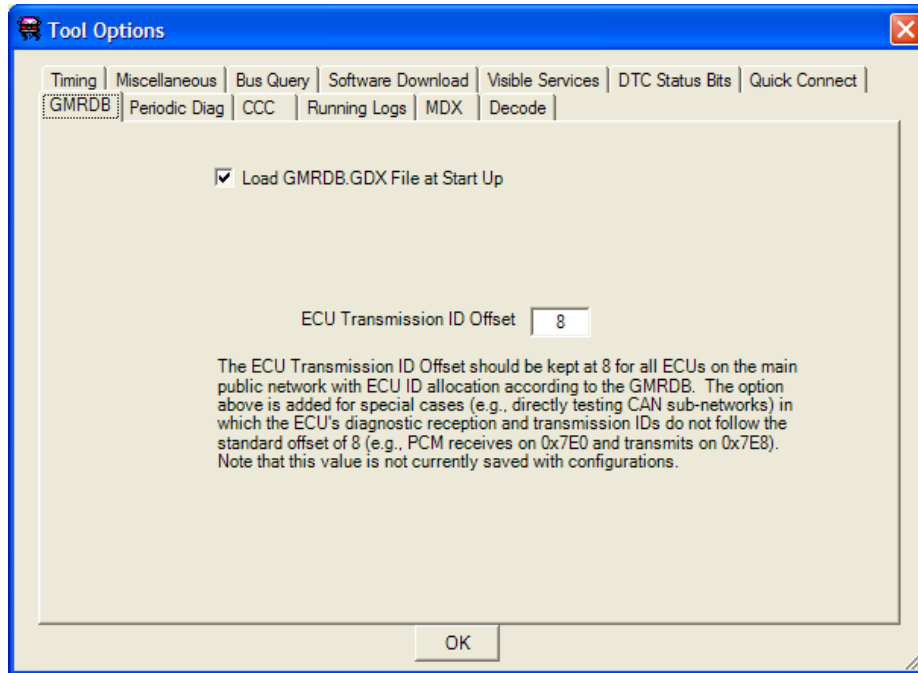 Tool Options
Timing Miscellaneous Bus Query Software Download Visible Services DTC Status Bits Quick Connect
GMRDB Periodic Diag CCC Running Logs MDX Decode
Load GMRDB.GDX File at Start Up
ECU Transmission ID Offset 8
The ECU Transmission ID Offset should be kept at 8 for all ECUs on the main
public network with ECU ID allocation according to the GMRDB. The option
above is added for special cases (e.g., directly testing CAN sub-networks) in
which the ECU's diagnostic reception and transmission IDs do not follow the
standard offset of 8 (e.g., PCM receives on 0x7E0 and transmits on 0x7E8).
Note that this value is not currently saved with configurations.
OK